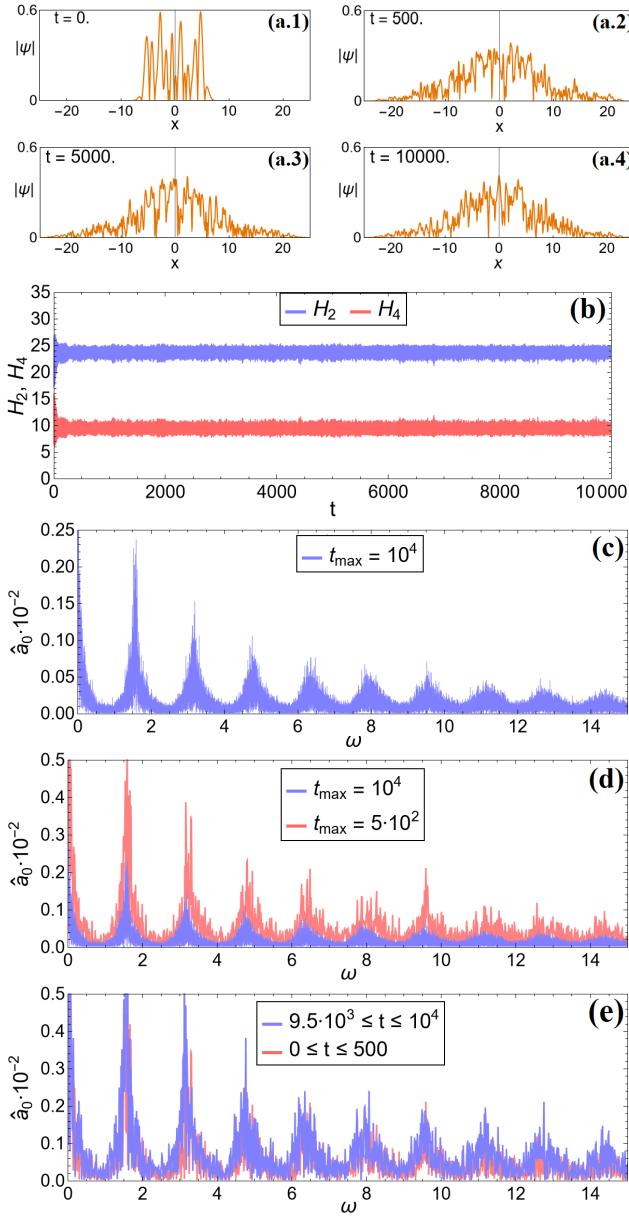 t = 0.
(a.1)
0.6
|ψ|
0
−20 −10 0 10 20
x
t = 500.
(a.2)
0.6
|ψ|
0
−20 −10 0 10 20
x
t = 5000.
(a.3)
0.6
|ψ|
0
−20 −10 0 10 20
x
t = 10000.
(a.4)
0.6
|ψ|
0
−20 −10 0 10 20
x
H₂ H₄
(b)
H₂, H₄
35
30
25
20
15
10
5
0
0 2000 4000 6000 8000 10000
t
t_max = 10⁴
(c)
â₀·10⁻²
0.25
0.20
0.15
0.10
0.05
0.00
0 2 4 6 8 10 12 14
ω
t_max = 10⁴
t_max = 5·10²
(d)
â₀·10⁻²
0.5
0.4
0.3
0.2
0.1
0.0
0 2 4 6 8 10 12 14
ω
9.5·10³ ≤ t ≤ 10⁴
0 ≤ t ≤ 500
(e)
â₀·10⁻²
0.5
0.4
0.3
0.2
0.1
0.0
0 2 4 6 8 10 12 14
ω